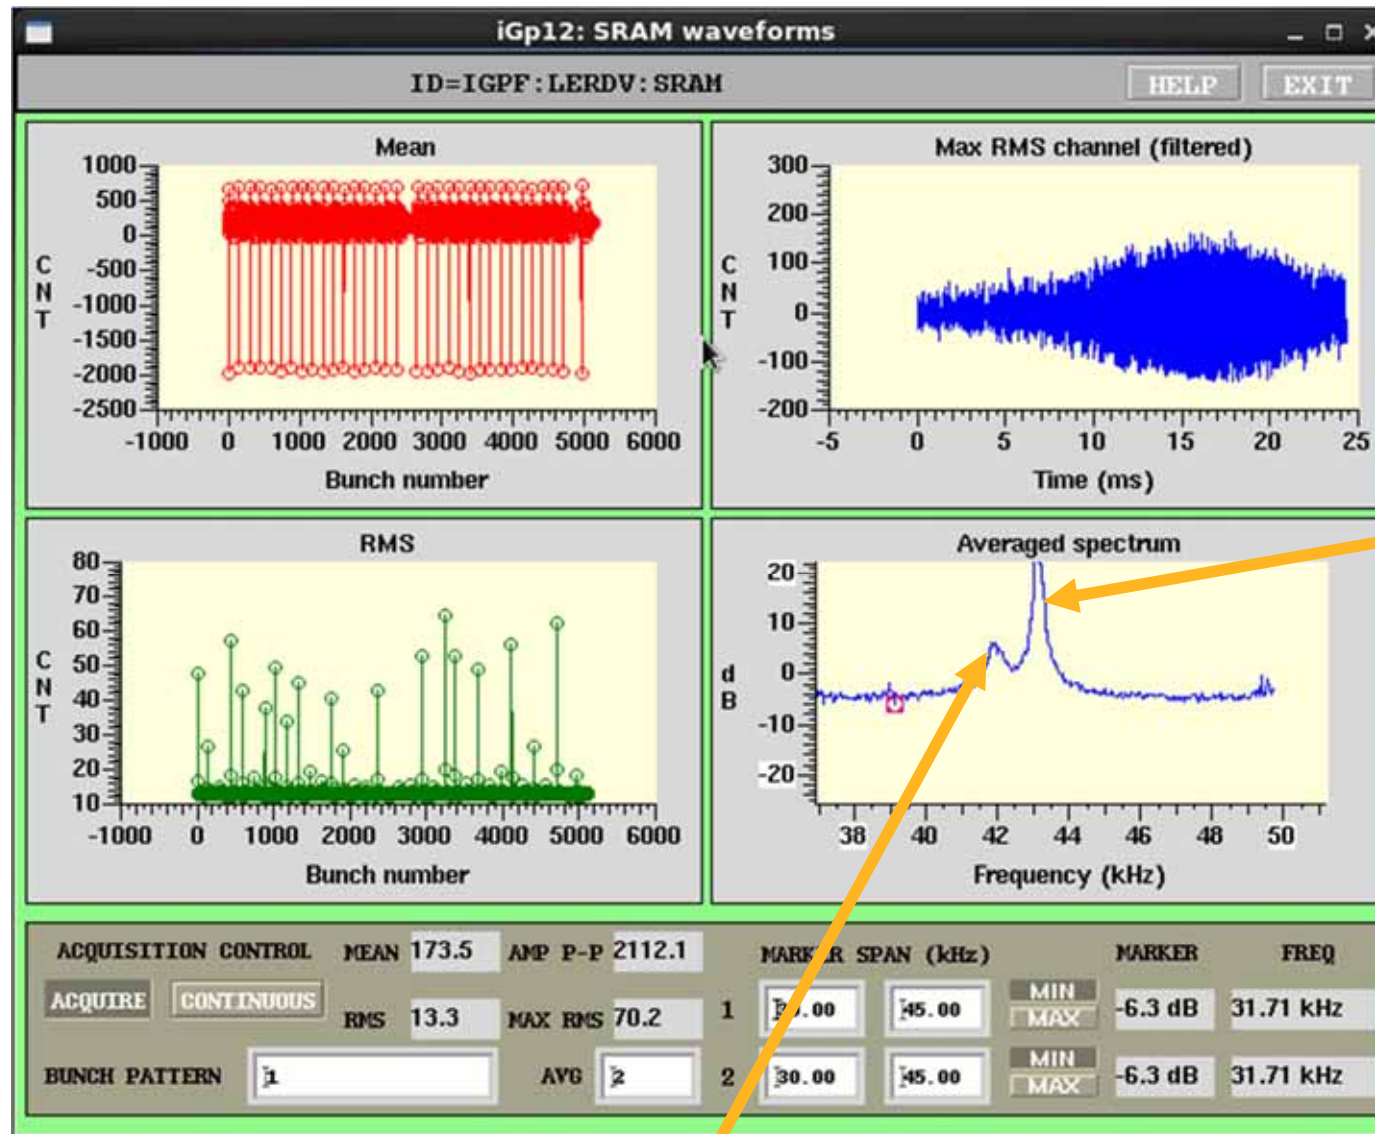 iGp12: SRAM waveforms
ID=IGPF:LERDV:SRAM
HELP
EXIT
Mean
1000
500
0
-500
-1000
-1500
-2000
-2500
CNT
-1000 0 1000 2000 3000 4000 5000 6000
Bunch number
Max RMS channel (filtered)
300
200
100
0
-100
-200
CNT
-5 0 5 10 15 20 25
Time (ms)
RMS
80
70
60
50
40
30
20
10
CNT
-1000 0 1000 2000 3000 4000 5000 6000
Bunch number
Averaged spectrum
20
10
0
-10
-20
dB
38 40 42 44 46 48 50
Frequency (kHz)
ACQUISITION CONTROL MEAN 173.5 AMP P-P 2112.1 MARKER SPAN (kHz) MARKER FREQ
ACQUIRE CONTINUOUS RMS 13.3 MAX RMS 70.2 1 45.00 MIN MAX -6.3 dB 31.71 kHz
BUNCH PATTERN 1 AVG 2 2 30.00 45.00 MIN MAX -6.3 dB 31.71 kHz